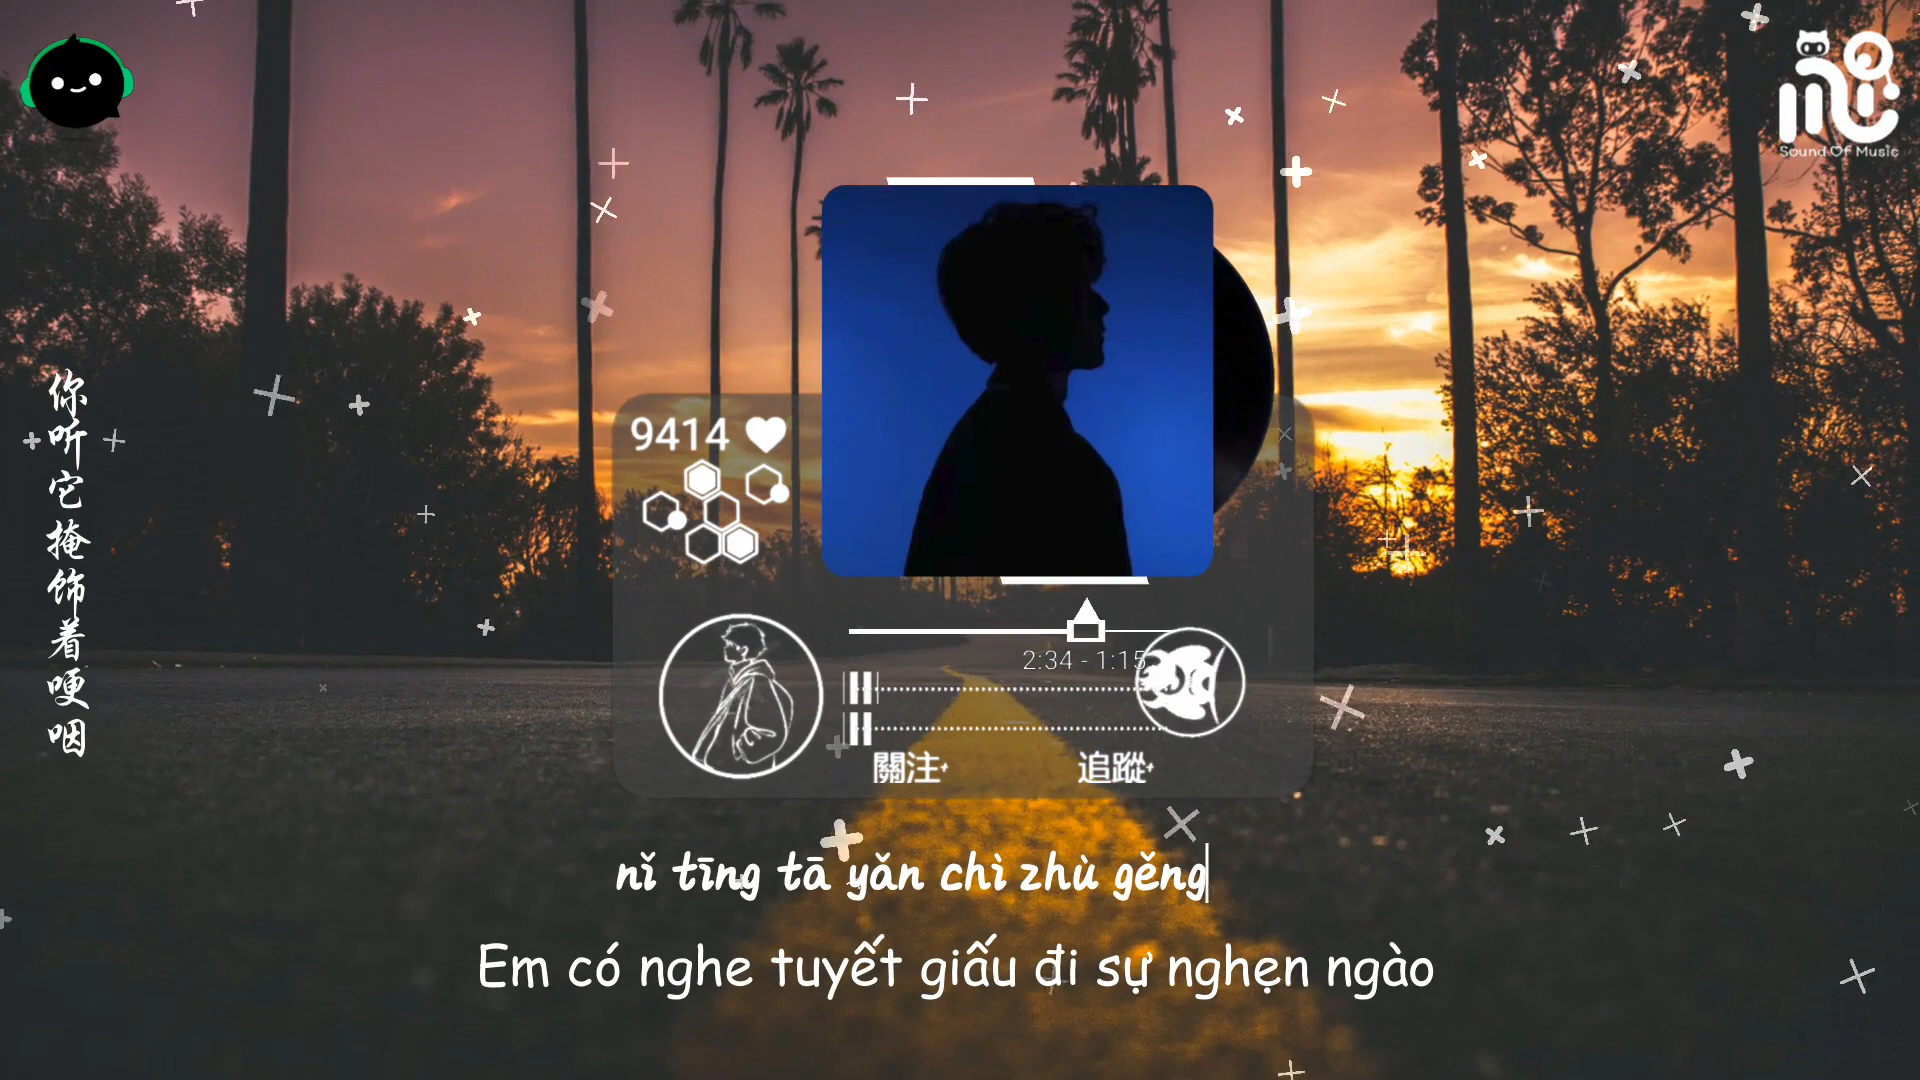 Sound Of Music
9414
你听它掩饰着哽咽
2:34 - 1:15
關注
追蹤
nǐ tīng tā yǎn chì zhù gěng
Em có nghe tuyết giấu đi sự nghẹn ngào